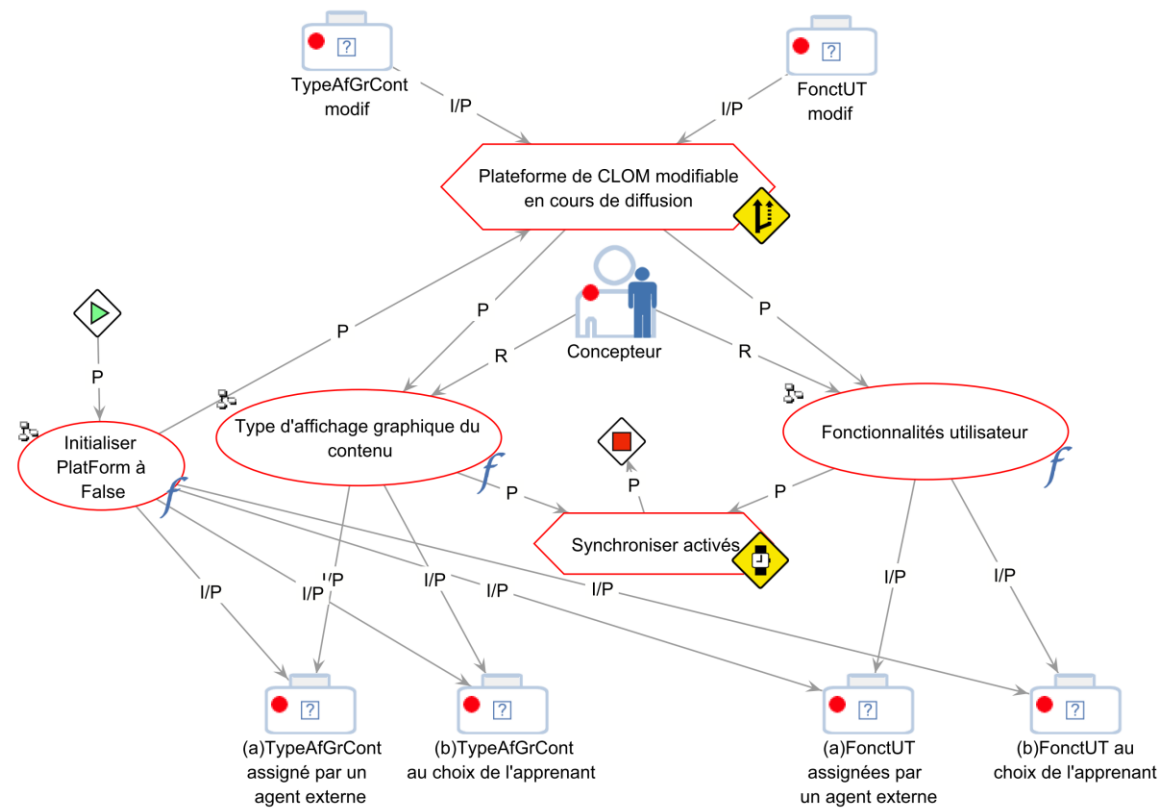 ?
?
TypeAfGrCont
modif
FonctUT
modif
I/P
I/P
Plateforme de CLOM modifiable
en cours de diffusion
P
P
P
Concepteur
R
R
P
Initialiser
PlatForm à
False
f
Type d'affichage graphique du
contenu
f
Fonctionnalités utilisateur
f
P
P
P
Synchroniser activés
I/P
I/P
I/P
I/P
I/P
I/P
I/P
I/P
?
?
?
?
(a)TypeAfGrCont
assigné par un
agent externe
(b)TypeAfGrCont
au choix de l'apprenant
(a)FonctUT
assignées par
un agent externe
(b)FonctUT au
choix de l'apprenant